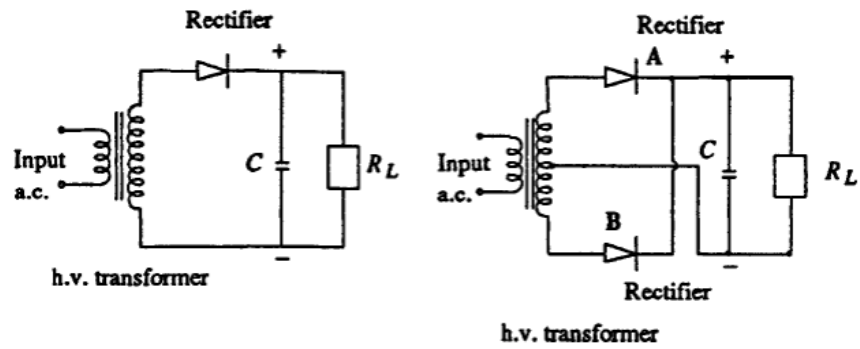 Rectifier
+
Input
a.c.
C
R_L
−
h.v. transformer
Rectifier
A
+
Input
a.c.
C
R_L
B
−
Rectifier
h.v. transformer